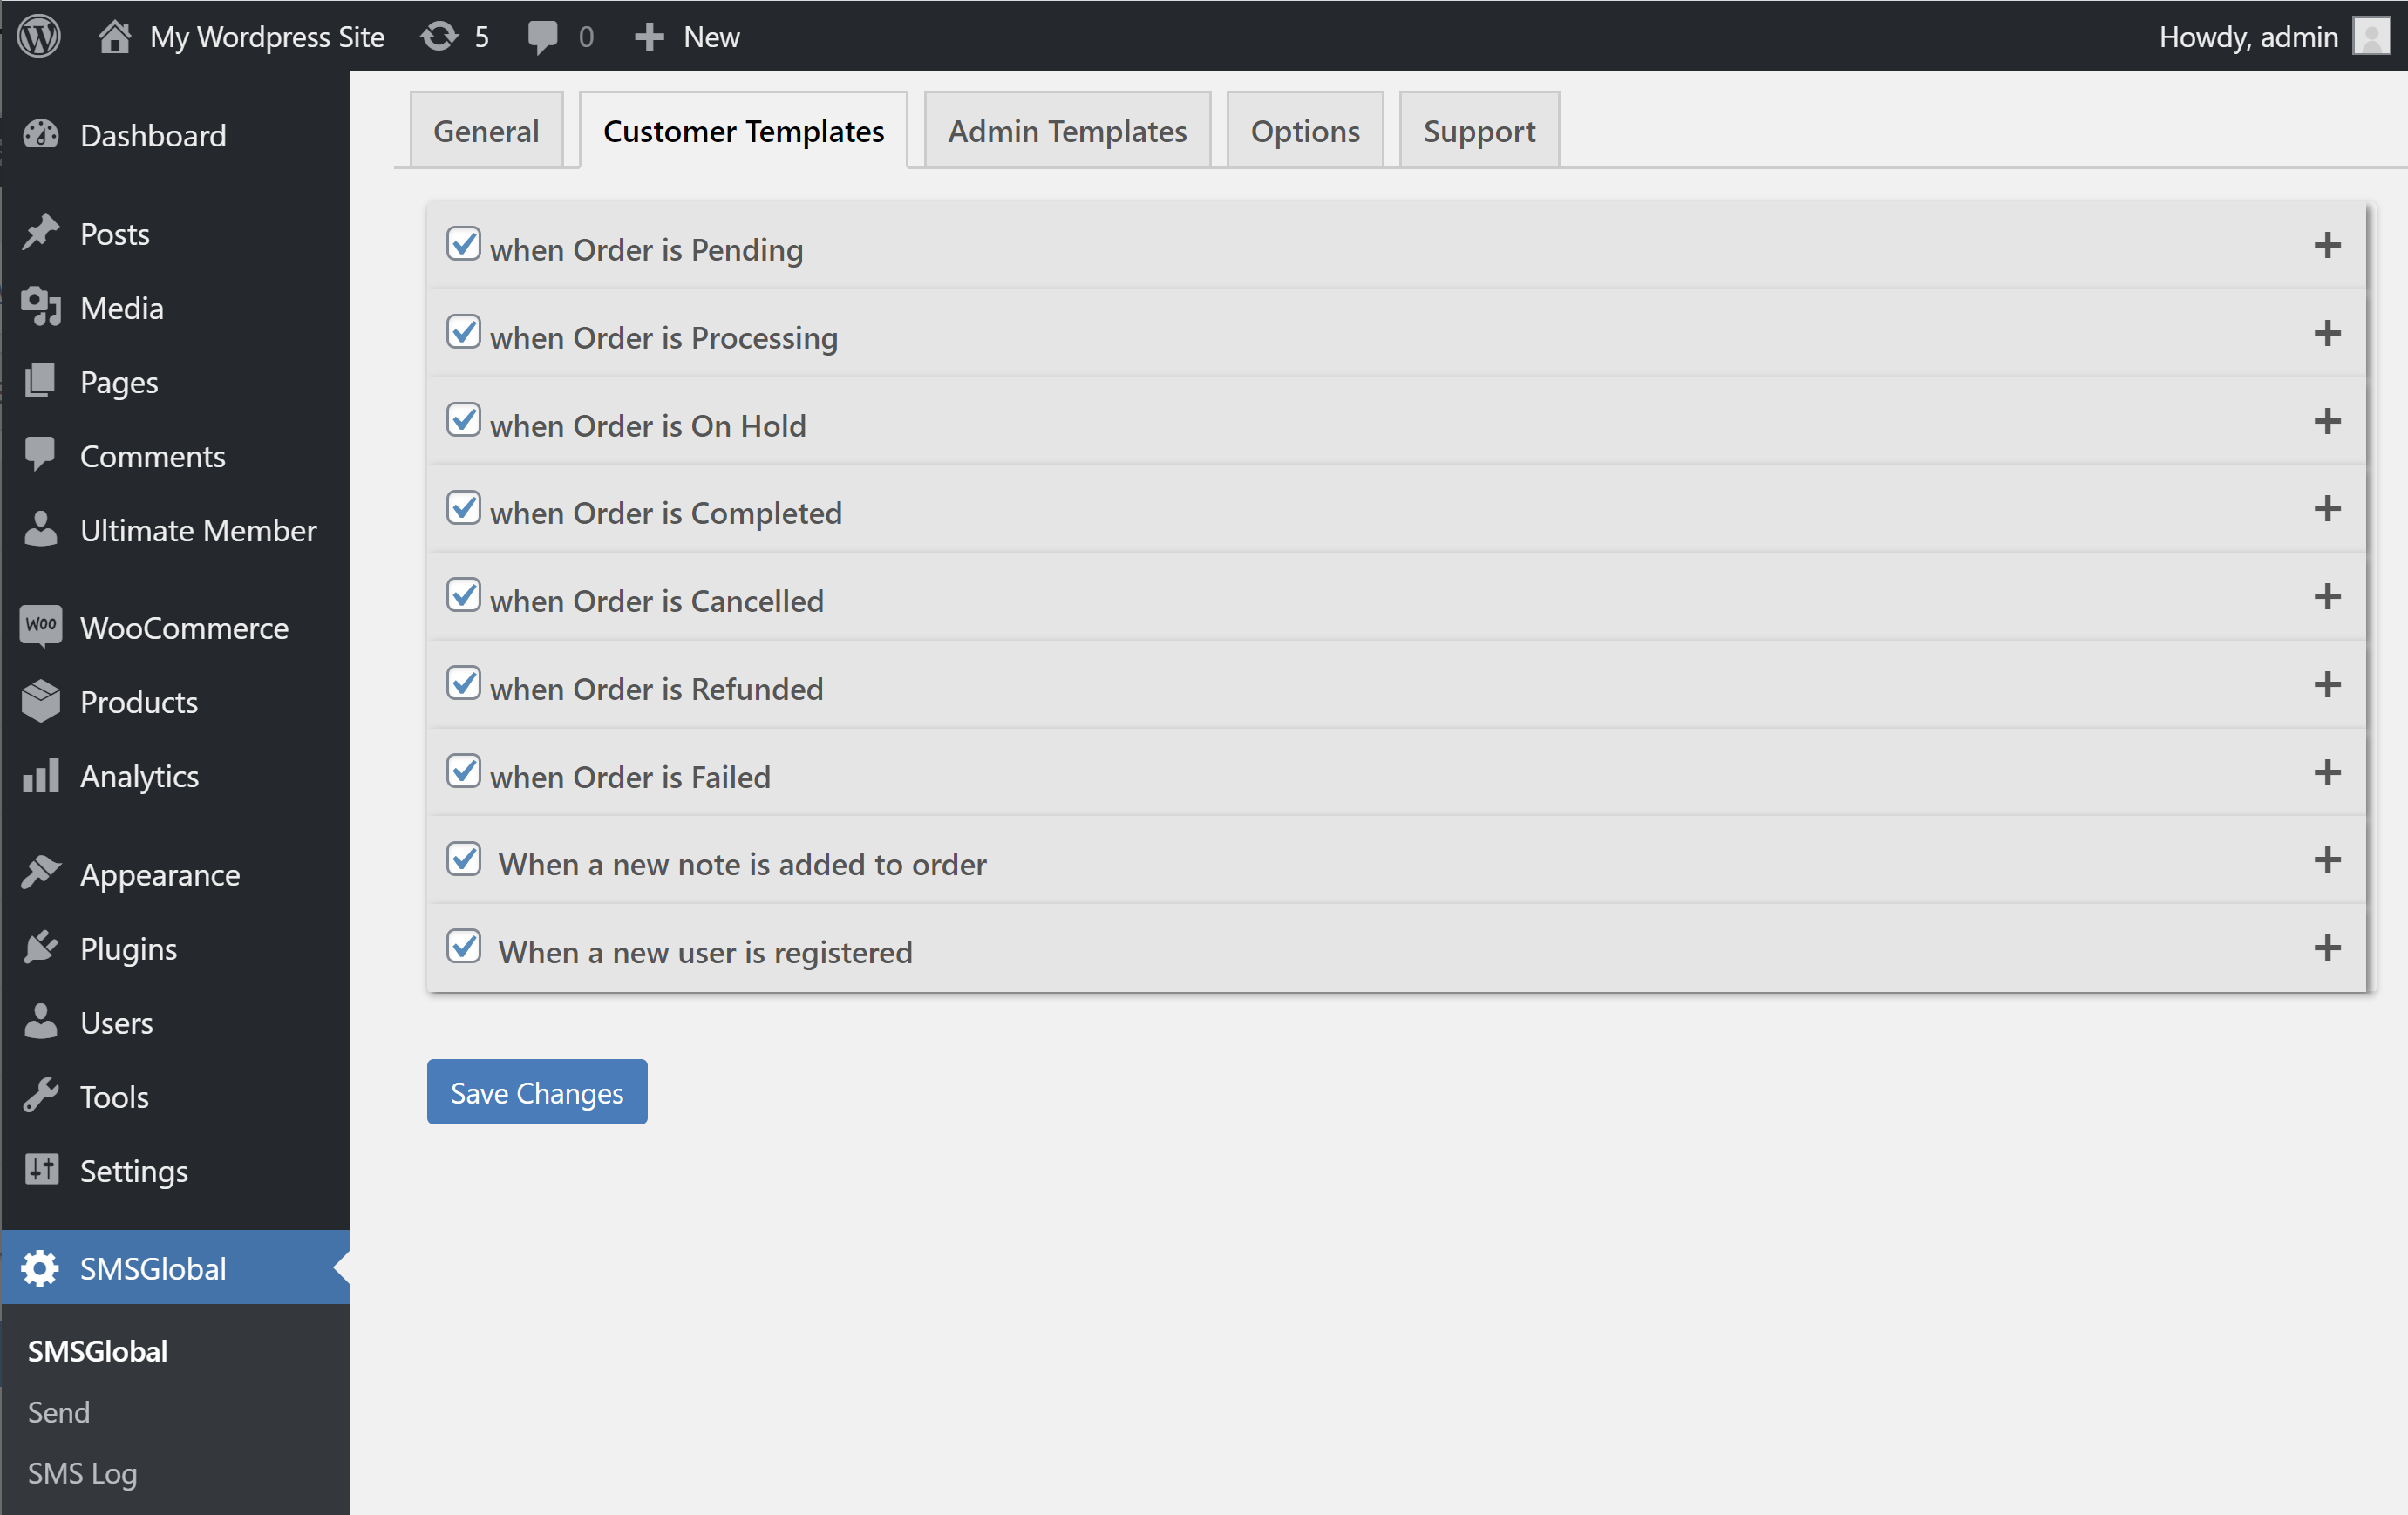 My Wordpress Site 5 0 New Howdy, admin
Dashboard
Posts
Media
Pages
Comments
Ultimate Member
Woo WooCommerce
Products
Analytics
Appearance
Plugins
Users
Tools
Settings
SMSGlobal
SMSGlobal
Send
SMS Log
General Customer Templates Admin Templates Options Support
when Order is Pending
when Order is Processing
when Order is On Hold
when Order is Completed
when Order is Cancelled
when Order is Refunded
when Order is Failed
When a new note is added to order
When a new user is registered
Save Changes